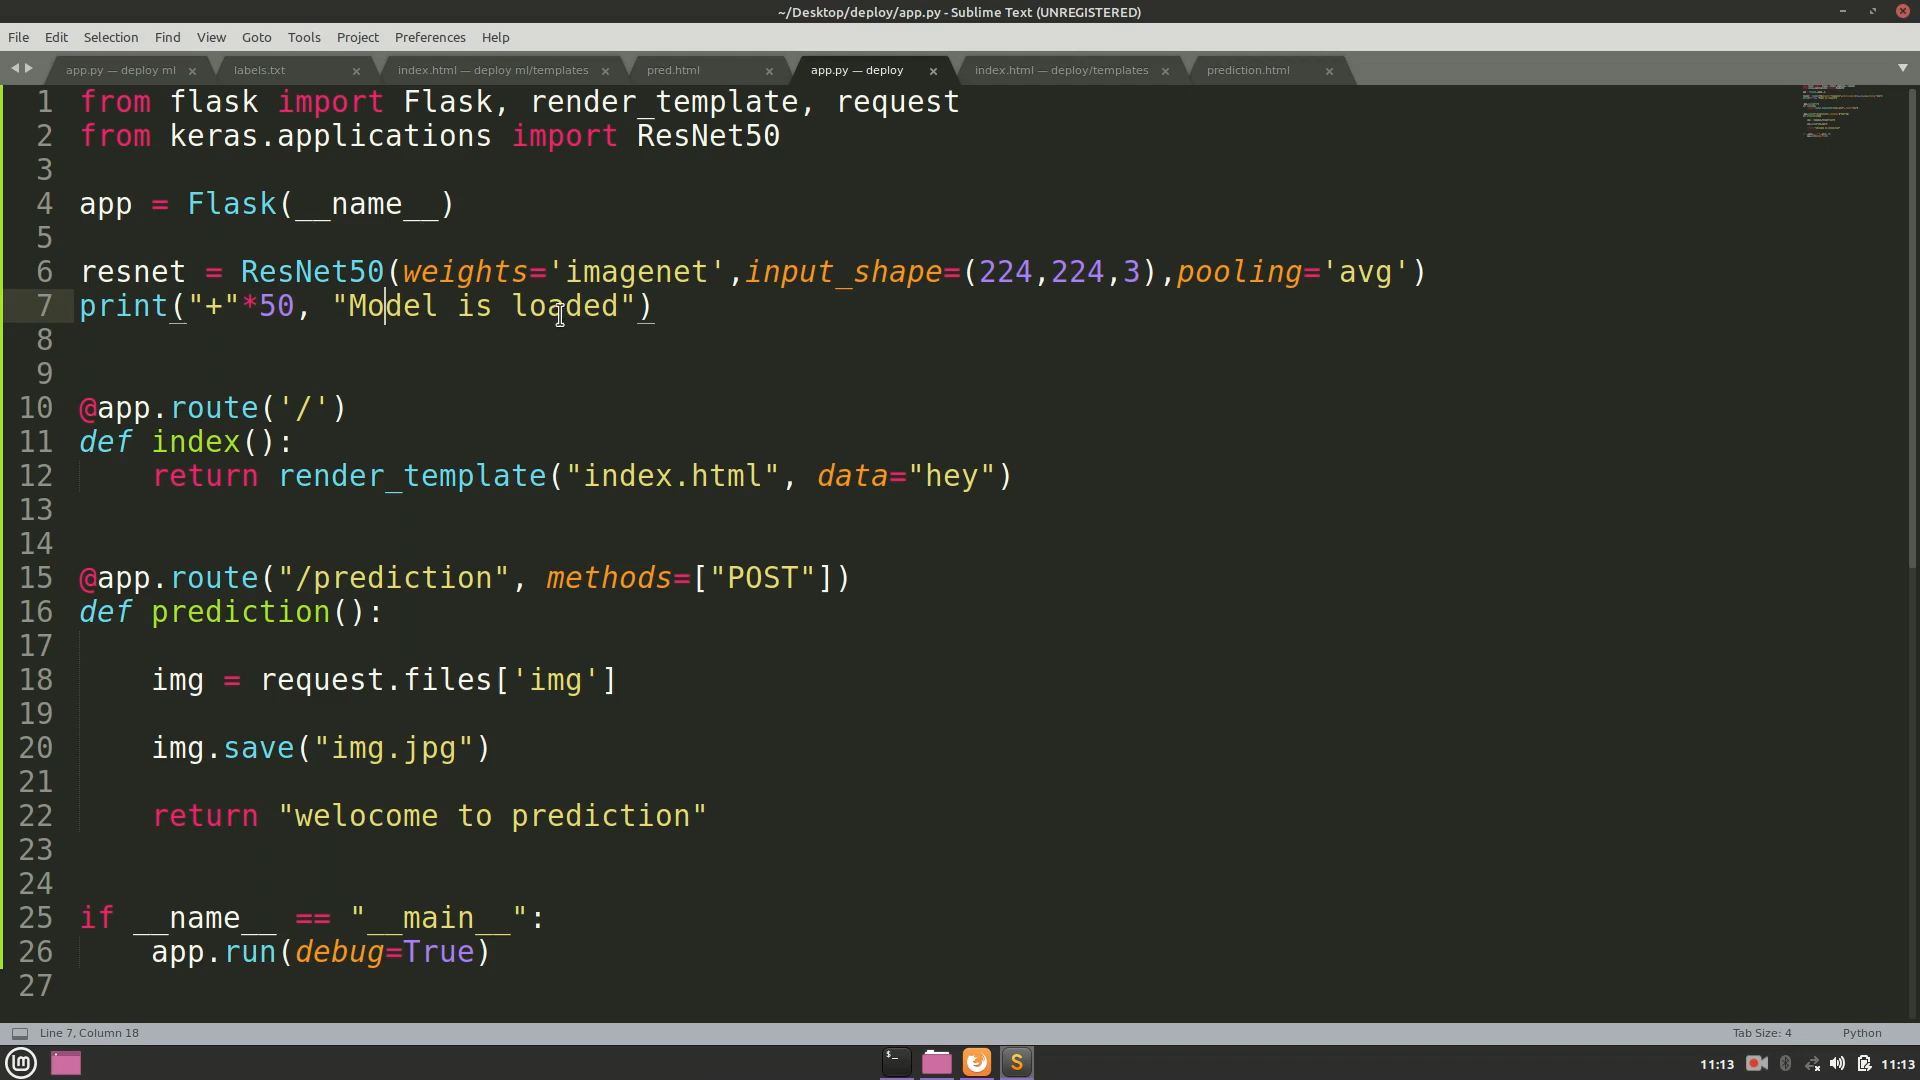 ~/Desktop/deploy/app.py - Sublime Text (UNREGISTERED)
File Edit Selection Find View Goto Tools Project Preferences Help
app.py — deploy ml × labels.txt × index.html — deploy ml/templates × pred.html × app.py — deploy × index.html — deploy/templates × prediction.html ×
1 from flask import Flask, render_template, request
2 from keras.applications import ResNet50
3
4 app = Flask(__name__)
5
6 resnet = ResNet50(weights='imagenet',input_shape=(224,224,3),pooling='avg')
7 print("+"*50, "Model is loaded")
8
9
10 @app.route('/')
11 def index():
12     return render_template("index.html", data="hey")
13
14
15 @app.route("/prediction", methods=["POST"])
16 def prediction():
17
18     img = request.files['img']
19
20     img.save("img.jpg")
21
22     return "welocome to prediction"
23
24
25 if __name__ == "__main__":
26     app.run(debug=True)
27
Line 7, Column 18 Tab Size: 4 Python
11:13 11:13